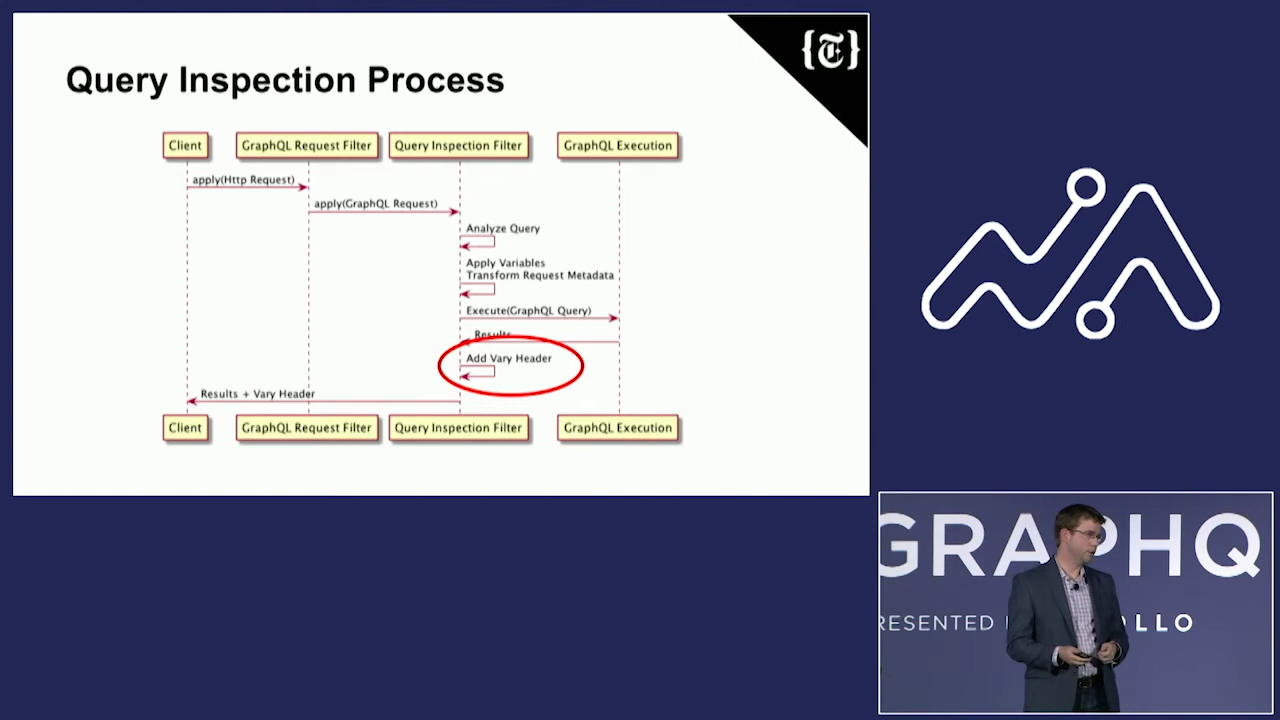 Query Inspection Process
{T}
Client
GraphQL Request Filter
Query Inspection Filter
GraphQL Execution
apply(Http Request)
apply(GraphQL Request)
Analyze Query
Apply Variables
Transform Request Metadata
Execute(GraphQL Query)
Results
Add Vary Header
Results + Vary Header
Client
GraphQL Request Filter
Query Inspection Filter
GraphQL Execution
GRAPHQ
RESENTED
LLO